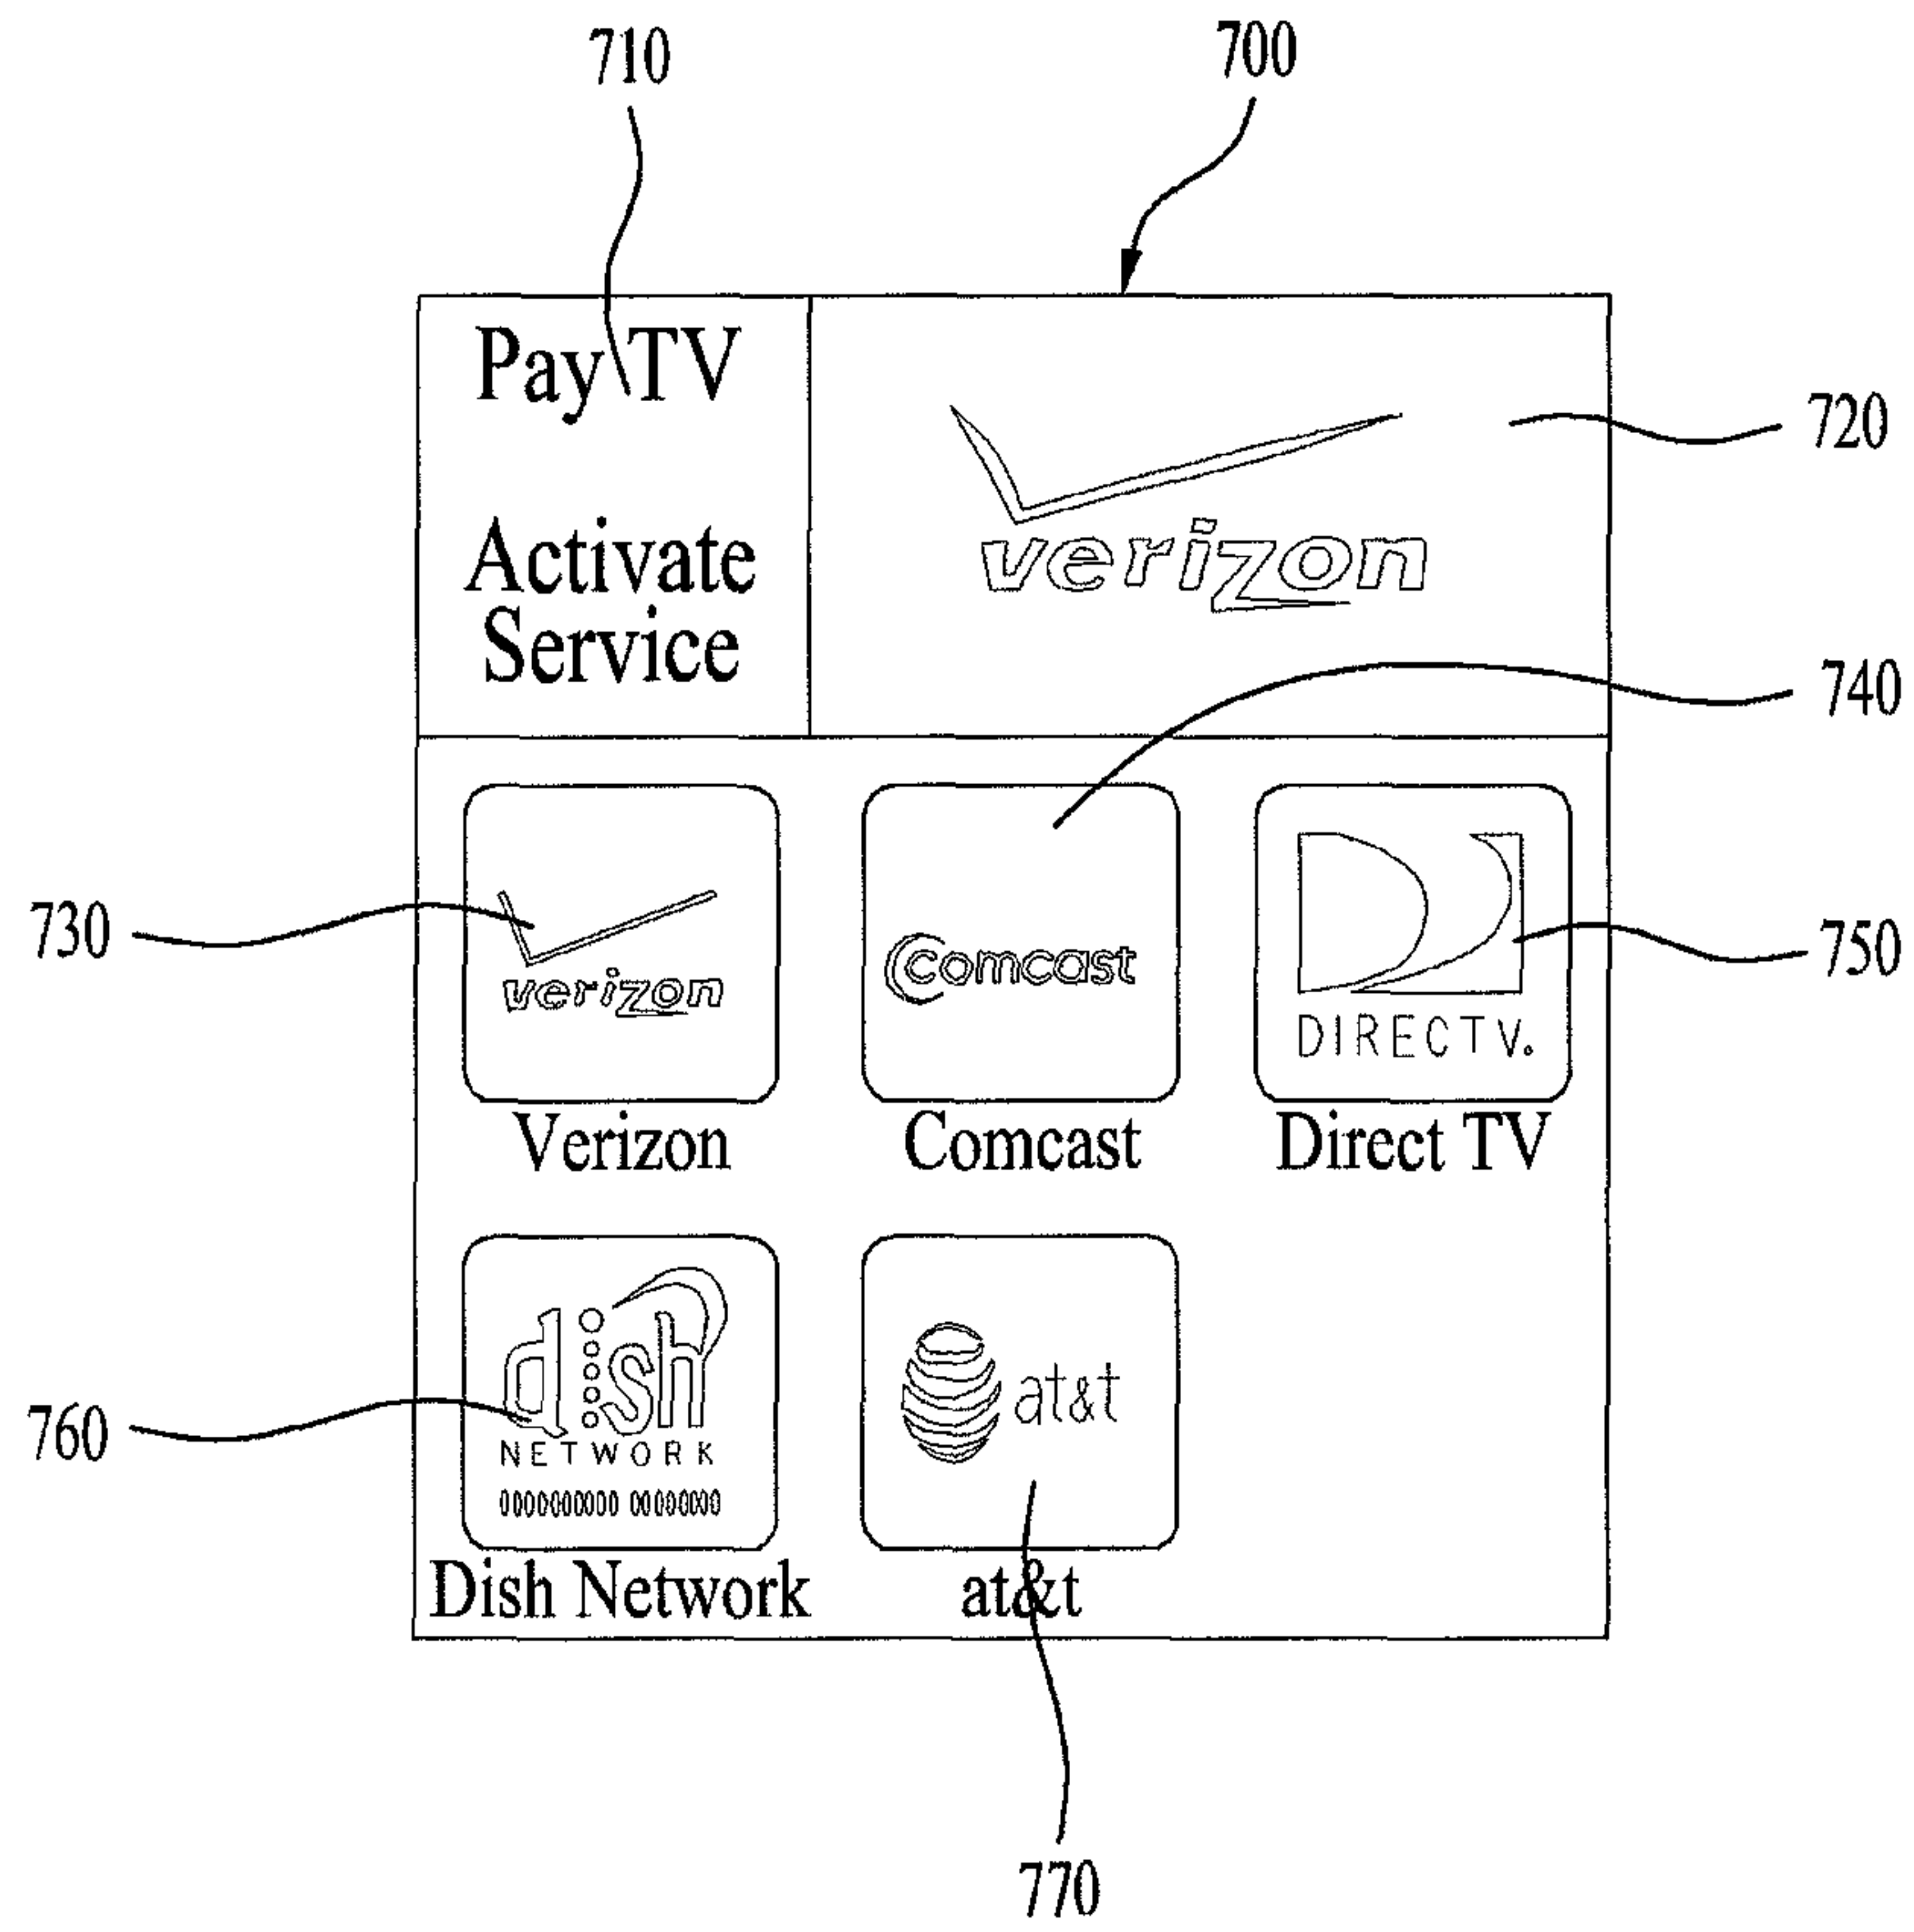 710
700
Pay TV
Activate
Service
verizon
720
740
730
750
760
770
verizon
comcast
DIRECTV.
Verizon
Comcast
Direct TV
dish
NETWORK
at&t
Dish Network
at&t